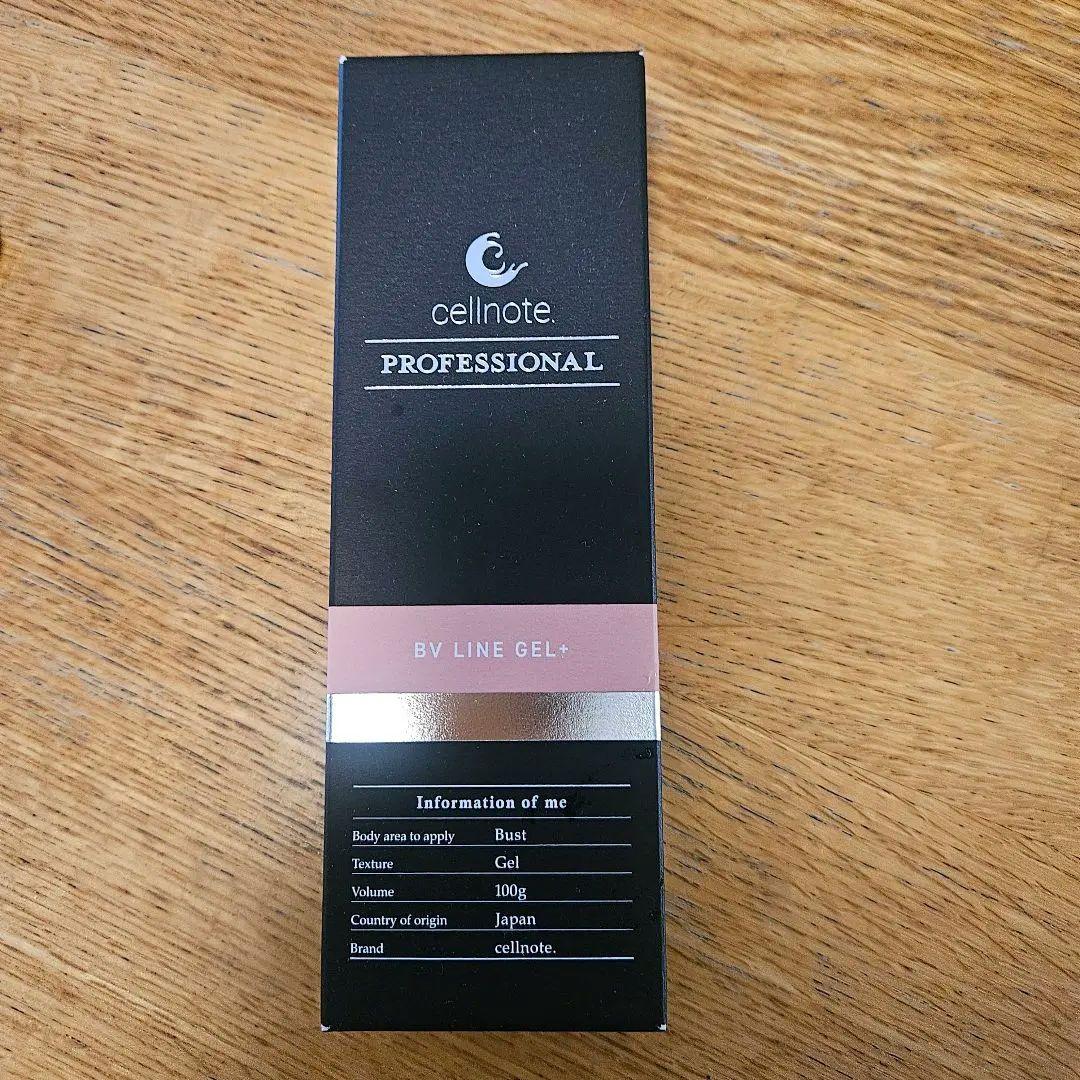 cellnote.
PROFESSIONAL
BV LINE GEL+
Information of me
Body area to apply Bust
Texture Gel
Volume 100g
Country of origin Japan
Brand cellnote.